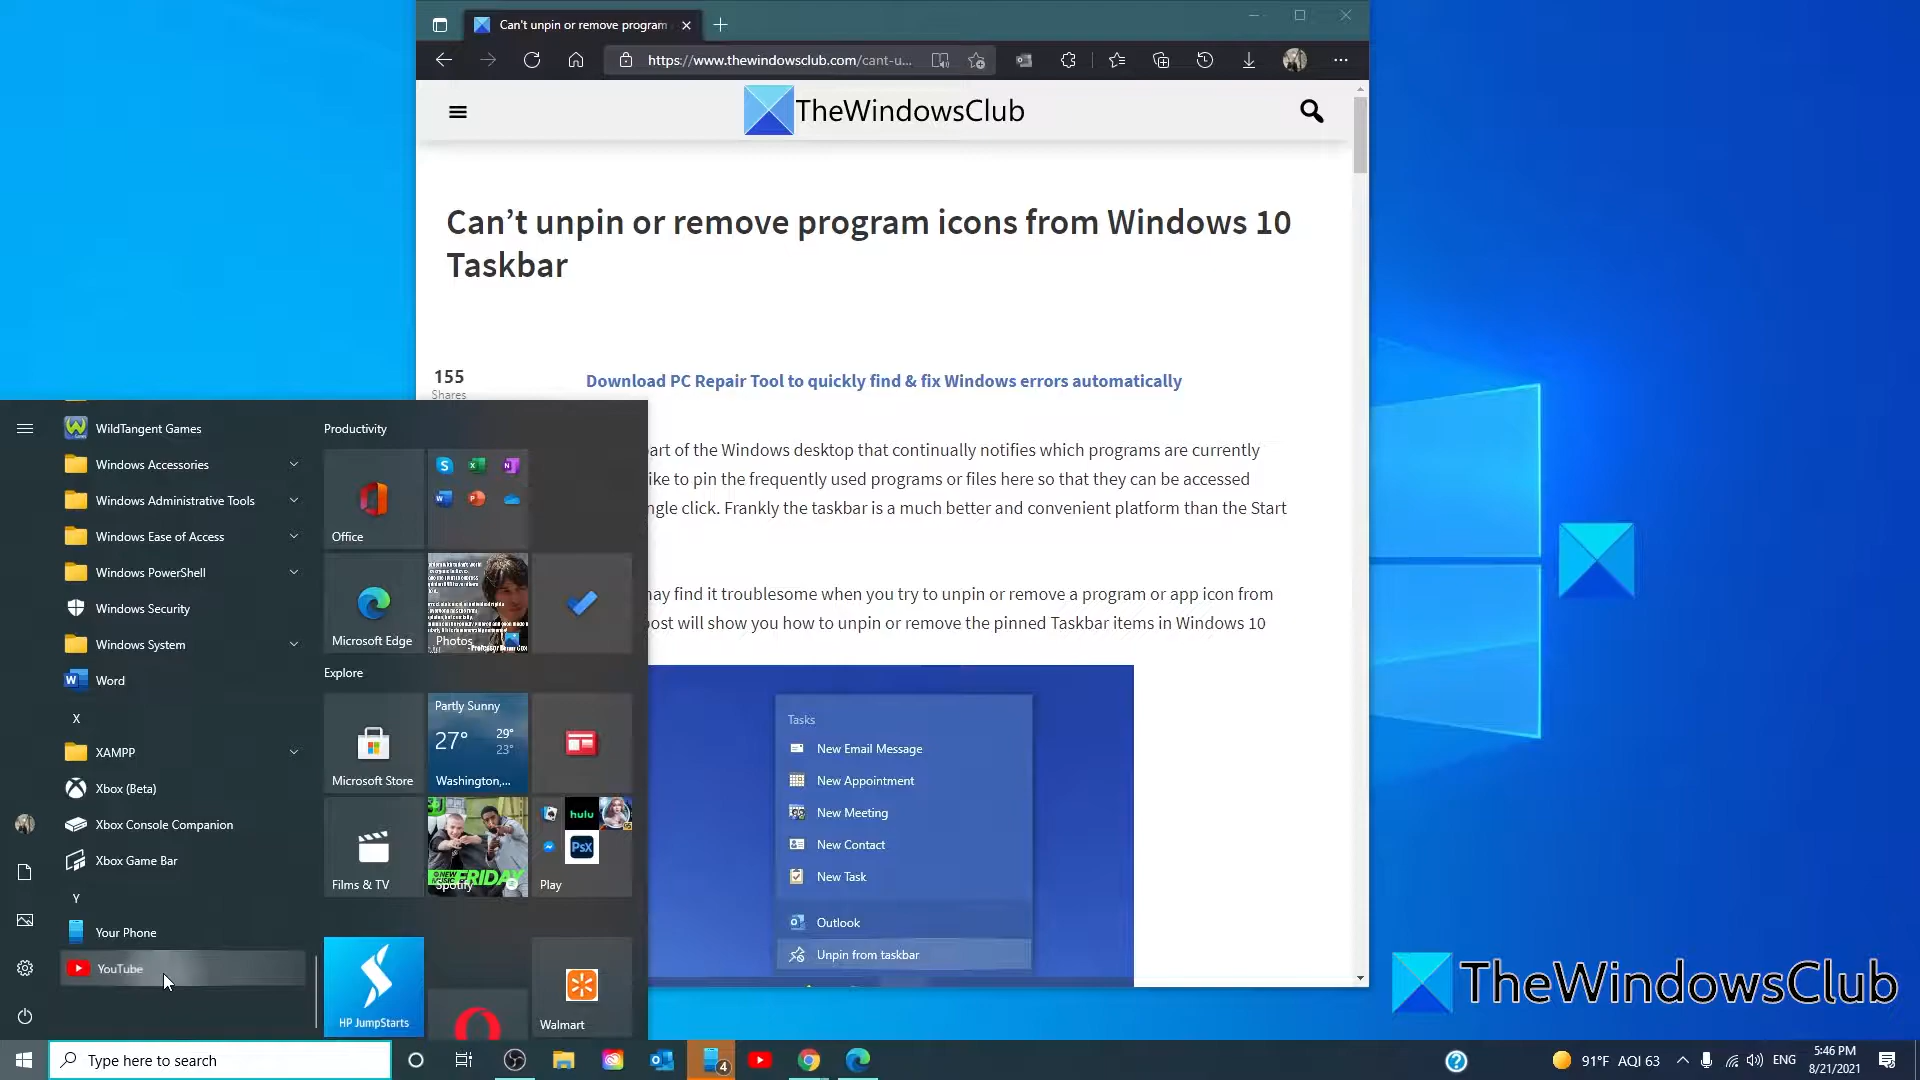 Can't unpin or remove program
https://www.thewindowsclub.com/cant-u...
TheWindowsClub
Can’t unpin or remove program icons from Windows 10
Taskbar
155
Shares
Download PC Repair Tool to quickly find & fix Windows errors automatically
art of the Windows desktop that continually notifies which programs are currently
ike to pin the frequently used programs or files here so that they can be accessed
ngle click. Frankly the taskbar is a much better and convenient platform than the Start
may find it troublesome when you try to unpin or remove a program or app icon from
post will show you how to unpin or remove the pinned Taskbar items in Windows 10
Tasks
New Email Message
New Appointment
New Meeting
New Contact
New Task
Outlook
Unpin from taskbar
WildTangent Games
Windows Accessories
Windows Administrative Tools
Windows Ease of Access
Windows PowerShell
Windows Security
Windows System
Word
X
XAMPP
Xbox (Beta)
Xbox Console Companion
Xbox Game Bar
Y
Your Phone
YouTube
Productivity
Office
Microsoft Edge
Photos
Explore
Microsoft Store
Partly Sunny
27° 29°
23°
Washington,...
Films & TV
NEW
FRIDAY
Spotify
hulu
PsX
Play
HP JumpStarts
Walmart
TheWindowsClub
Type here to search
4
91°F AQI 63
ENG
5:46 PM
8/21/2021